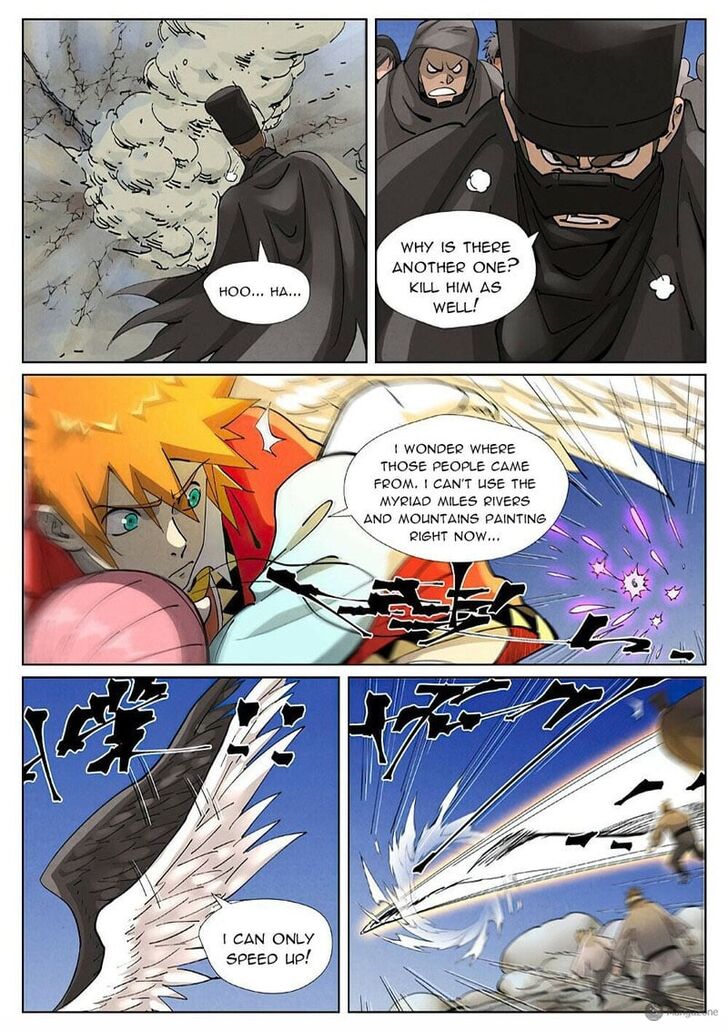 HOO... HA...
WHY IS THERE
ANOTHER ONE?
KILL HIM AS
WELL!
I WONDER WHERE
THOSE PEOPLE CAME
FROM. I CAN'T USE THE
MYRIAD MILES RIVERS
AND MOUNTAINS PAINTING
RIGHT NOW...
I CAN ONLY
SPEED UP!
MangaZone